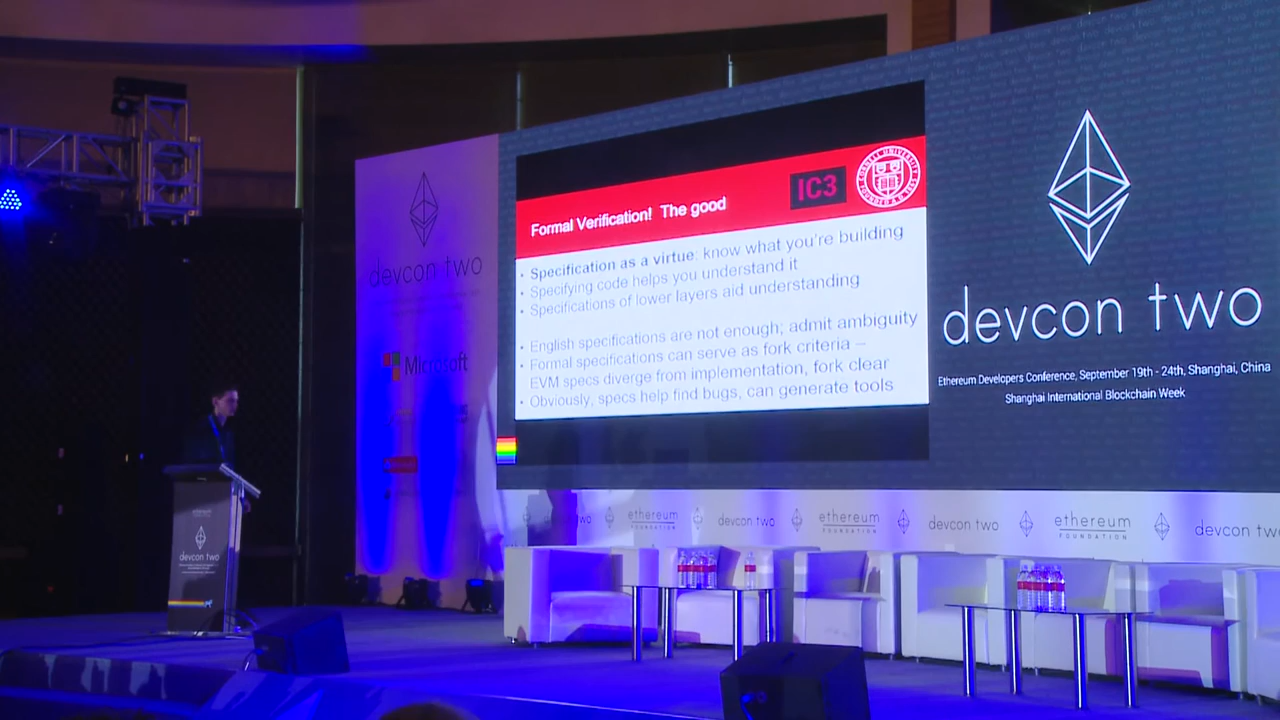 devcon two
Microsoft
Formal Verification! The good
IC3
CORNELL UNIVERSITY
• Specification as a virtue: know what you're building
• Specifying code helps you understand it
• Specifications of lower layers aid understanding
• English specifications are not enough; admit ambiguity
• Formal specifications can serve as fork criteria –
EVM specs diverge from implementation, fork clear
• Obviously, specs help find bugs, can generate tools
devcon two
Ethereum Developers Conference, September 19th - 24th, Shanghai, China
Shanghai International Blockchain Week
ethereum
FOUNDATION
devcon two
ethereum
FOUNDATION
devcon two
ethereum
FOUNDATION
devcon two
ethereum
devcon two